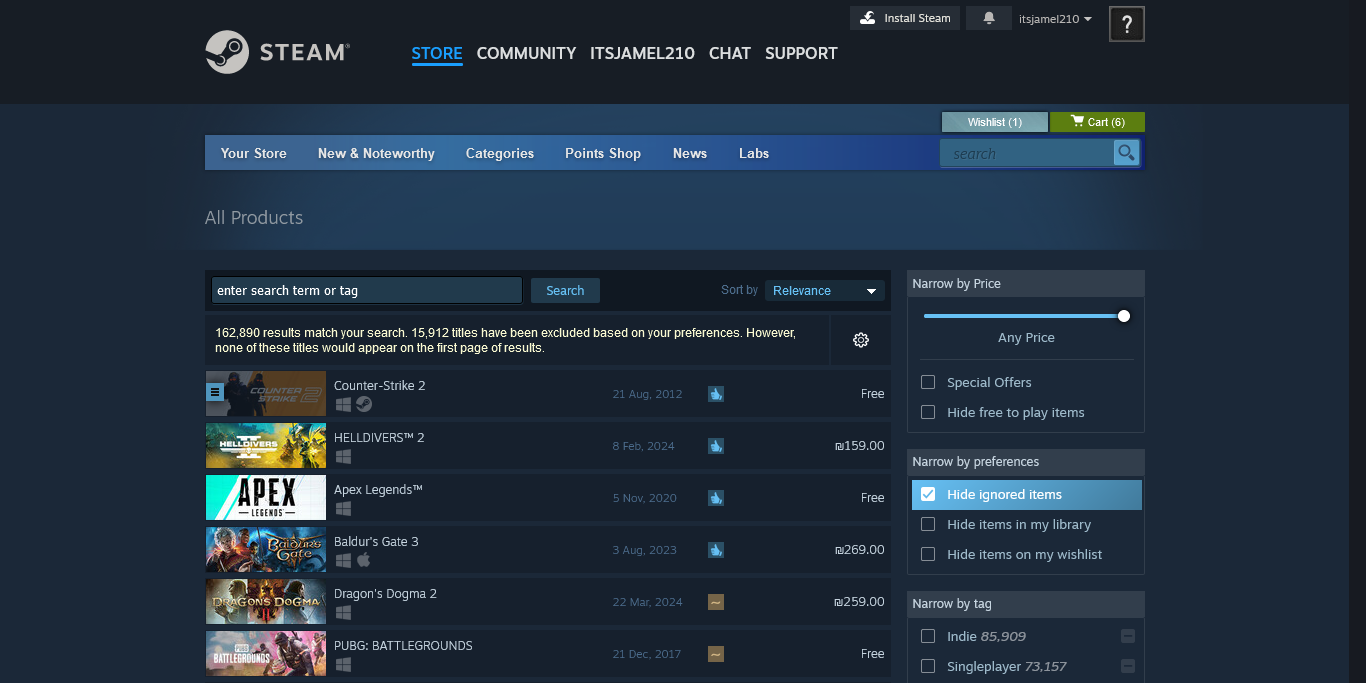 Install Steam
itsjamel210
?
STEAM®
STORE COMMUNITY ITSJAMEL210 CHAT SUPPORT
Wishlist (1)
Cart (6)
Your Store New & Noteworthy Categories Points Shop News Labs
search
All Products
enter search term or tag
Search
Sort by
Relevance
162,890 results match your search. 15,912 titles have been excluded based on your preferences. However,
none of these titles would appear on the first page of results.
COUNTER
STRIKE 2
Counter-Strike 2
21 Aug, 2012
Free
HELLDIVERS
II
HELLDIVERS™ 2
8 Feb, 2024
₪159.00
APEX
LEGENDS
Apex Legends™
5 Nov, 2020
Free
Baldur's
Gate
Baldur's Gate 3
3 Aug, 2023
₪269.00
DRAGON'S DOGMA
II
Dragon's Dogma 2
22 Mar, 2024
₪259.00
PUBG
BATTLEGROUNDS
PUBG: BATTLEGROUNDS
21 Dec, 2017
Free
Narrow by Price
Any Price
Special Offers
Hide free to play items
Narrow by preferences
Hide ignored items
Hide items in my library
Hide items on my wishlist
Narrow by tag
Indie 85,909
Singleplayer 73,157